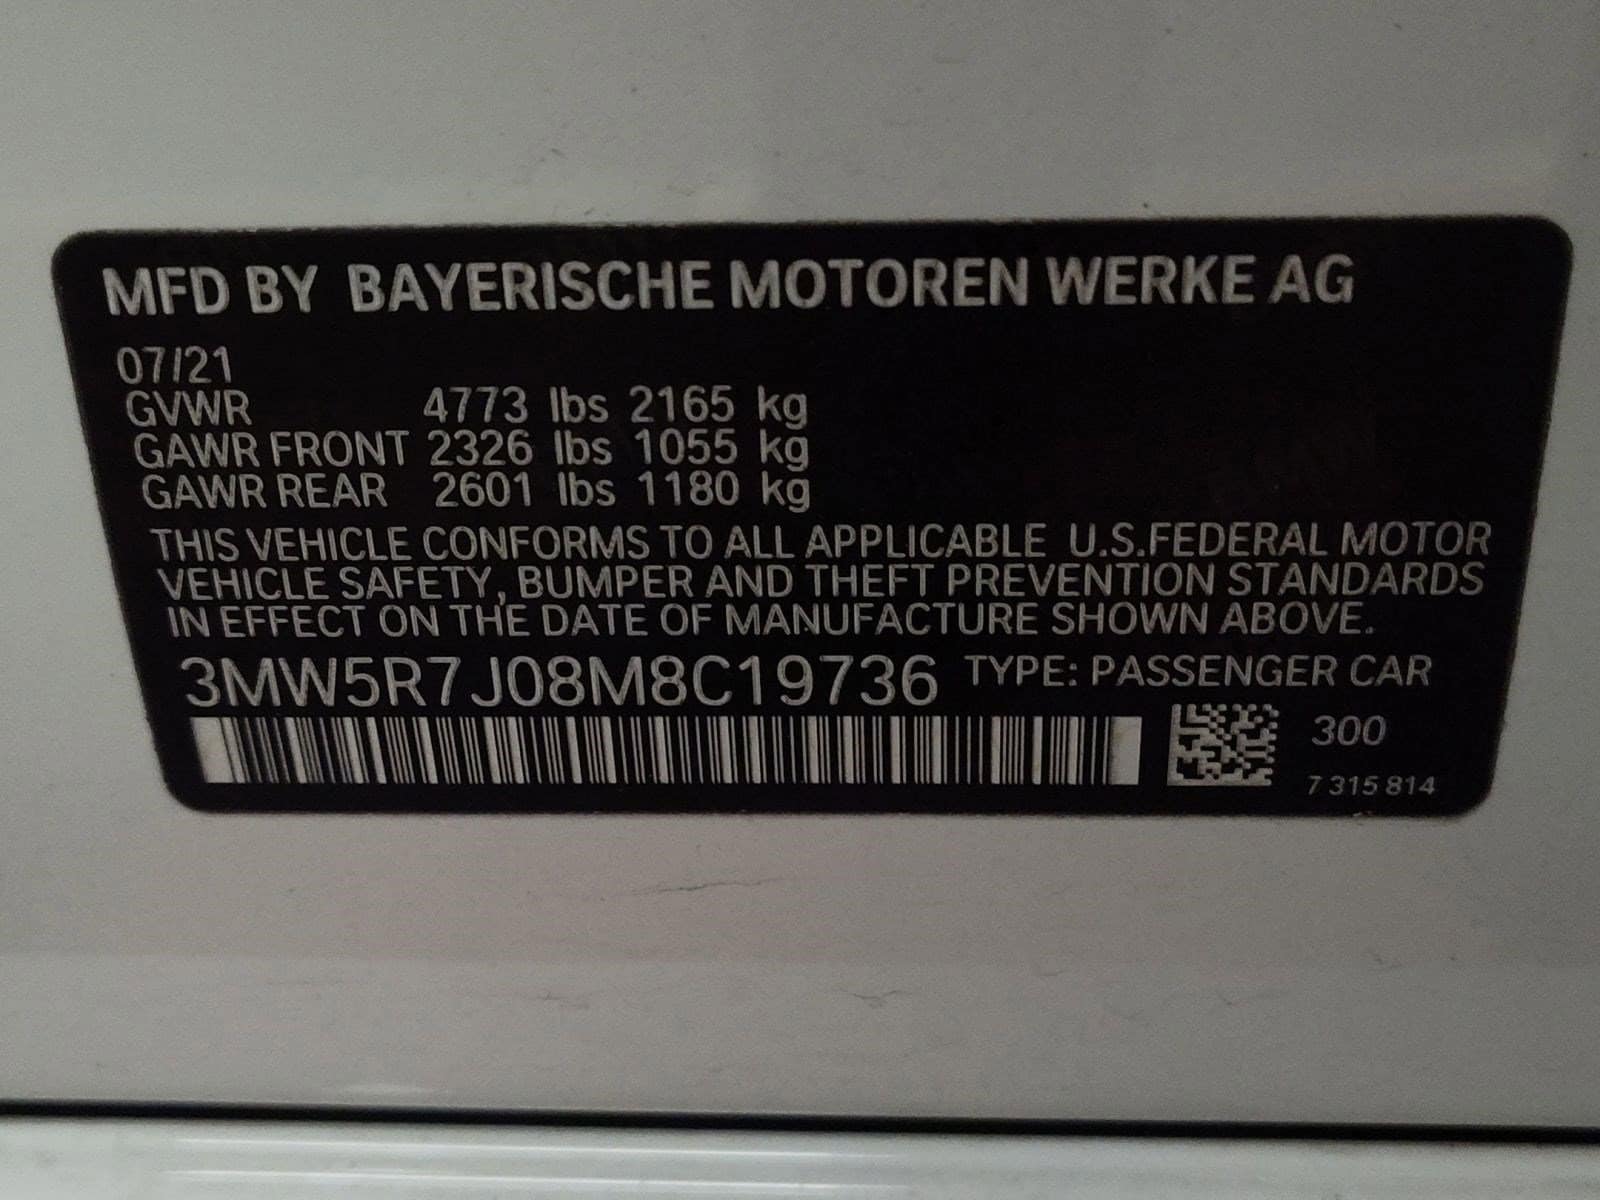 MFD BY BAYERISCHE MOTOREN WERKE AG
07/21
GVWR 4773 lbs 2165 kg
GAWR FRONT 2326 lbs 1055 kg
GAWR REAR 2601 lbs 1180 kg
THIS VEHICLE CONFORMS TO ALL APPLICABLE U.S.FEDERAL MOTOR
VEHICLE SAFETY, BUMPER AND THEFT PREVENTION STANDARDS
IN EFFECT ON THE DATE OF MANUFACTURE SHOWN ABOVE.
3MW5R7J08M8C19736 TYPE: PASSENGER CAR
300
7 315 814